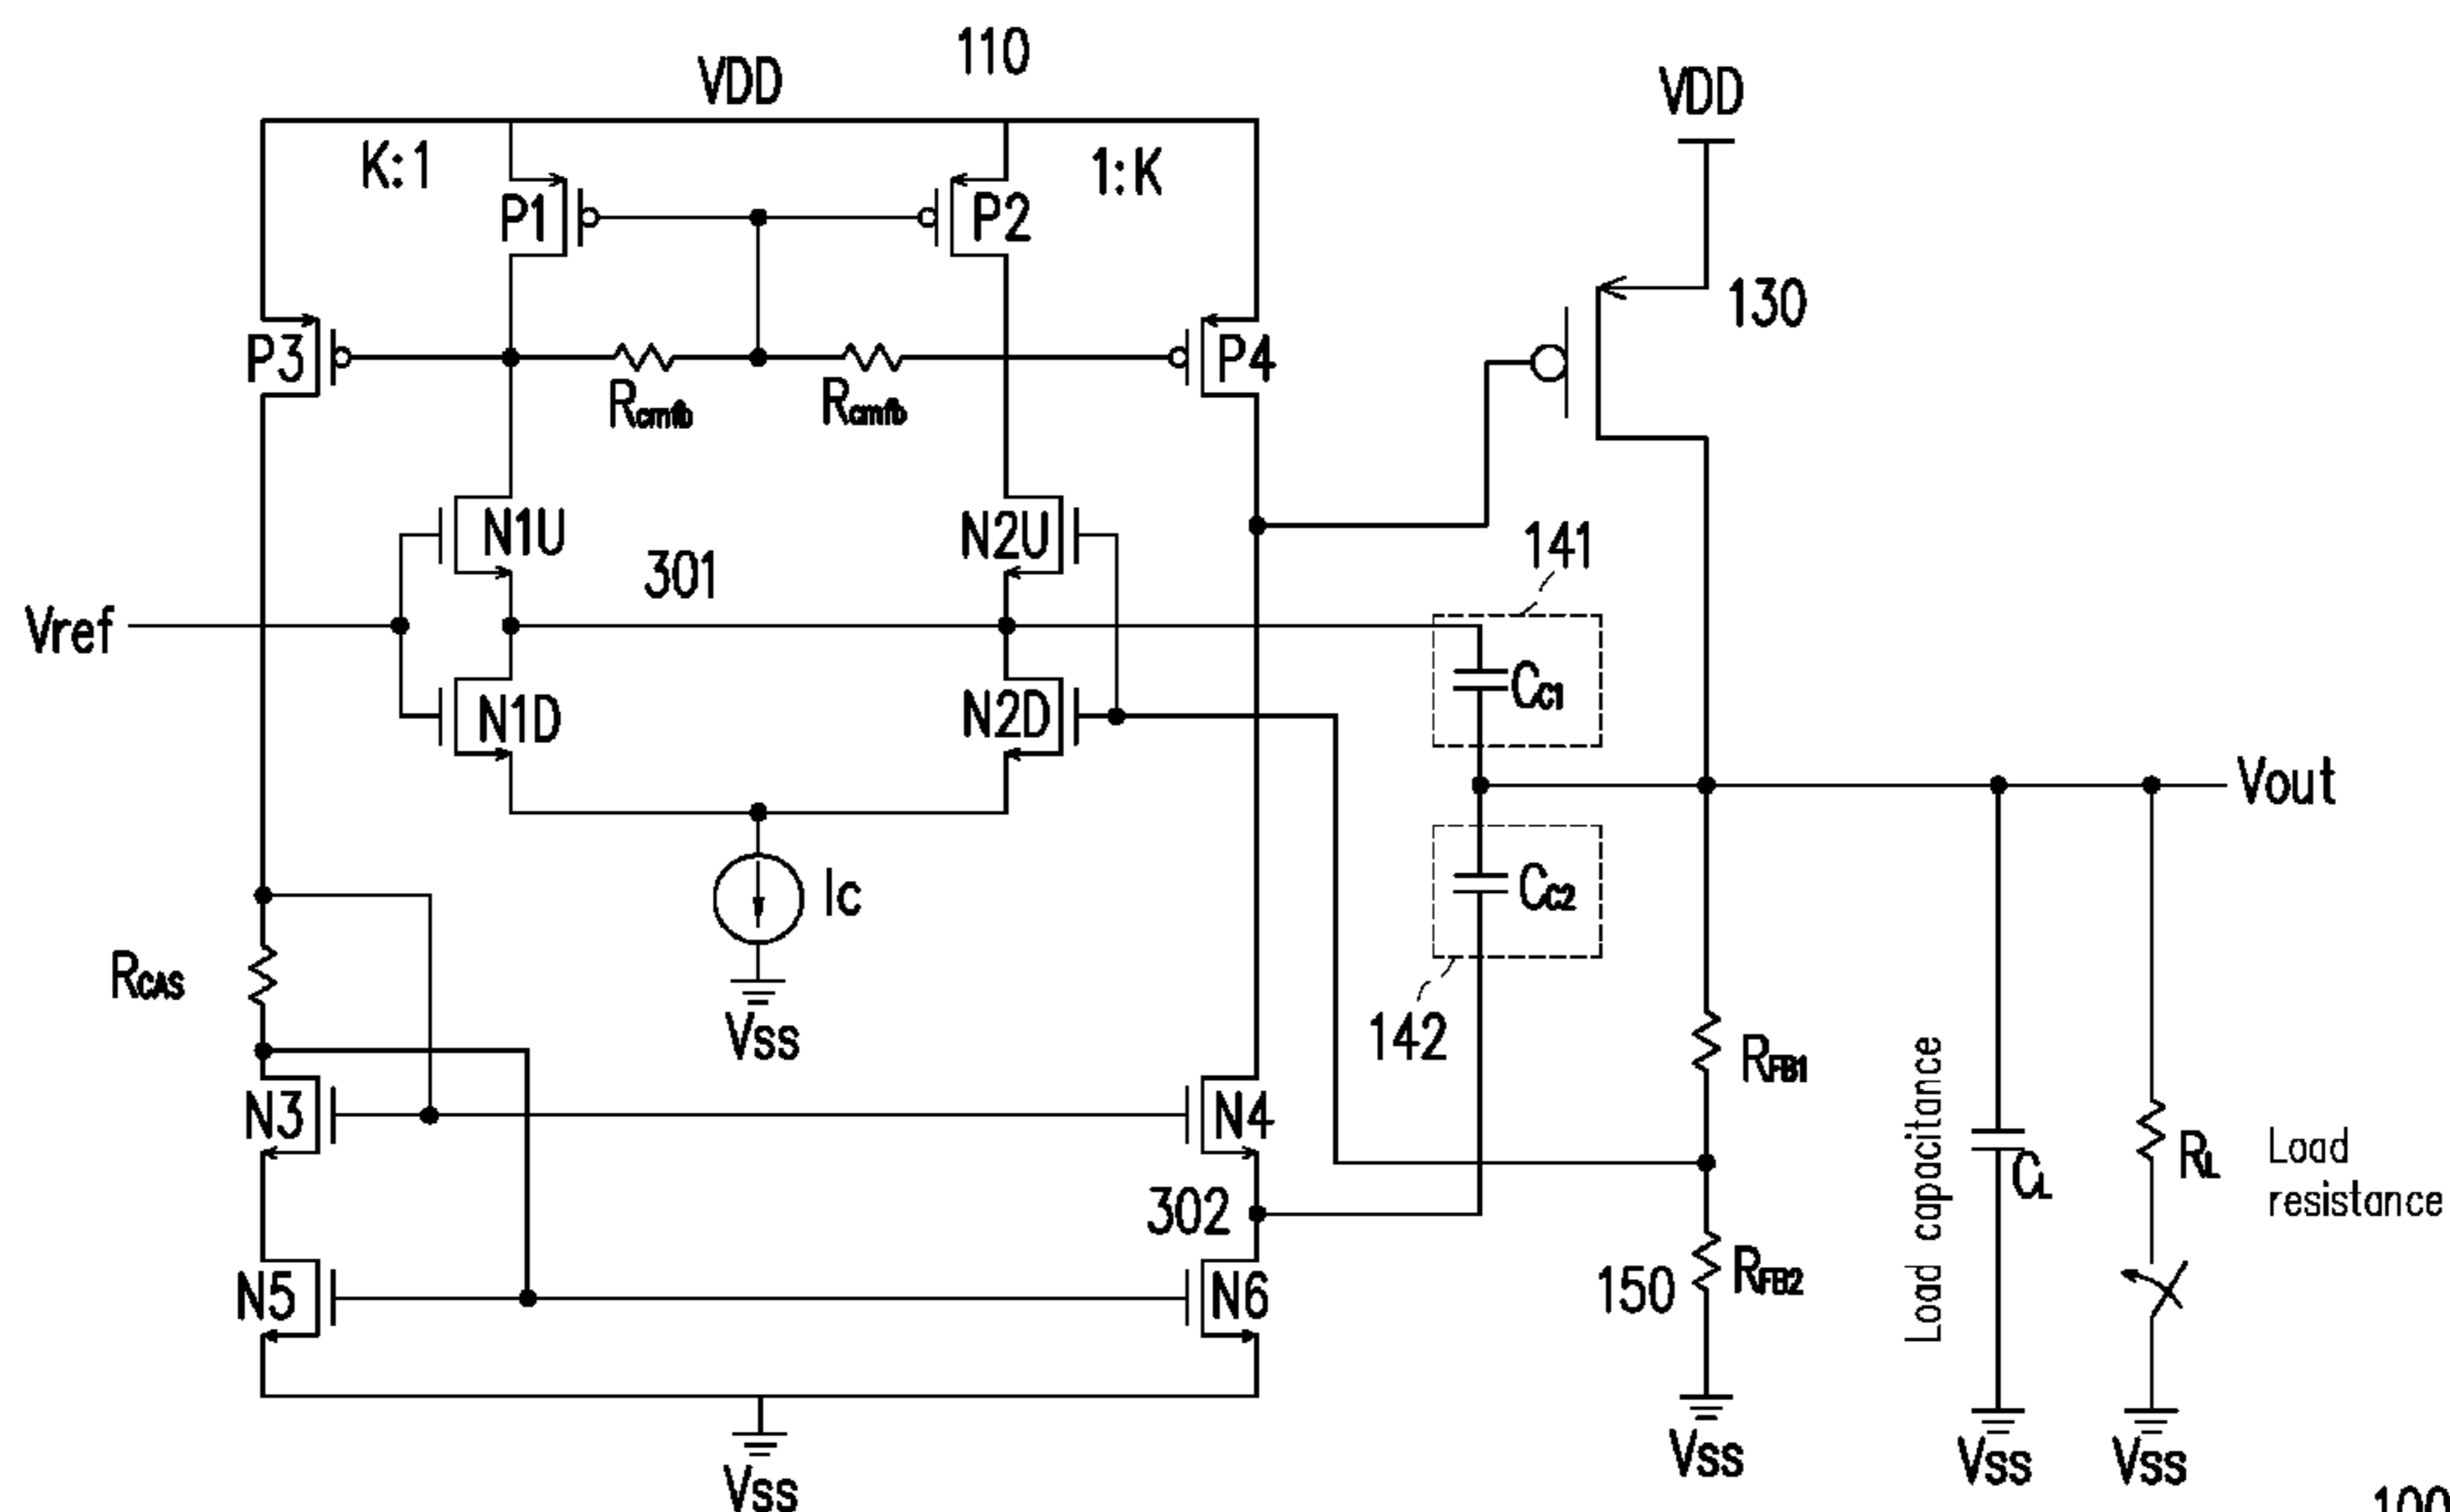 110
VDD
VDD
K:1
1:K
P1
P2
130
P3
P4
Rcmfb
Rcmfb
N1U
N2U
141
301
Vref
CC1
N1D
N2D
Vout
Ic
CC2
RCAS
Vss
142
RFB1
N3
N4
Load capacitance
CL
RL
Load
resistance
302
N5
N6
150
RFB2
Vss
Vss
Vss
Vss
100